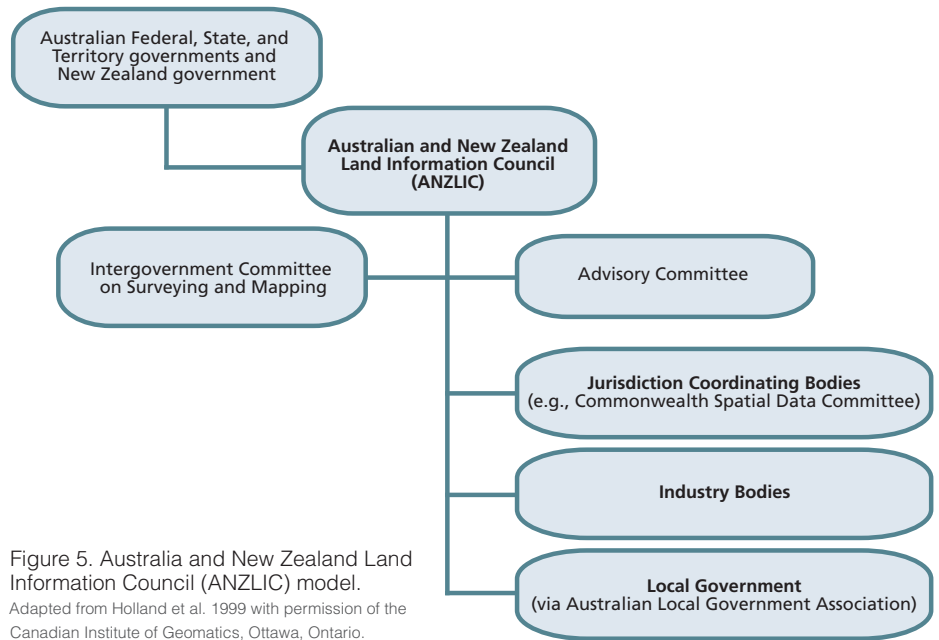 Australian Federal, State, and
Territory governments and
New Zealand government
Australian and New Zealand
Land Information Council
(ANZLIC)
Intergovernment Committee
on Surveying and Mapping
Advisory Committee
Jurisdiction Coordinating Bodies
(e.g., Commonwealth Spatial Data Committee)
Industry Bodies
Local Government
(via Australian Local Government Association)
Figure 5. Australia and New Zealand Land
Information Council (ANZLIC) model.
Adapted from Holland et al. 1999 with permission of the
Canadian Institute of Geomatics, Ottawa, Ontario.